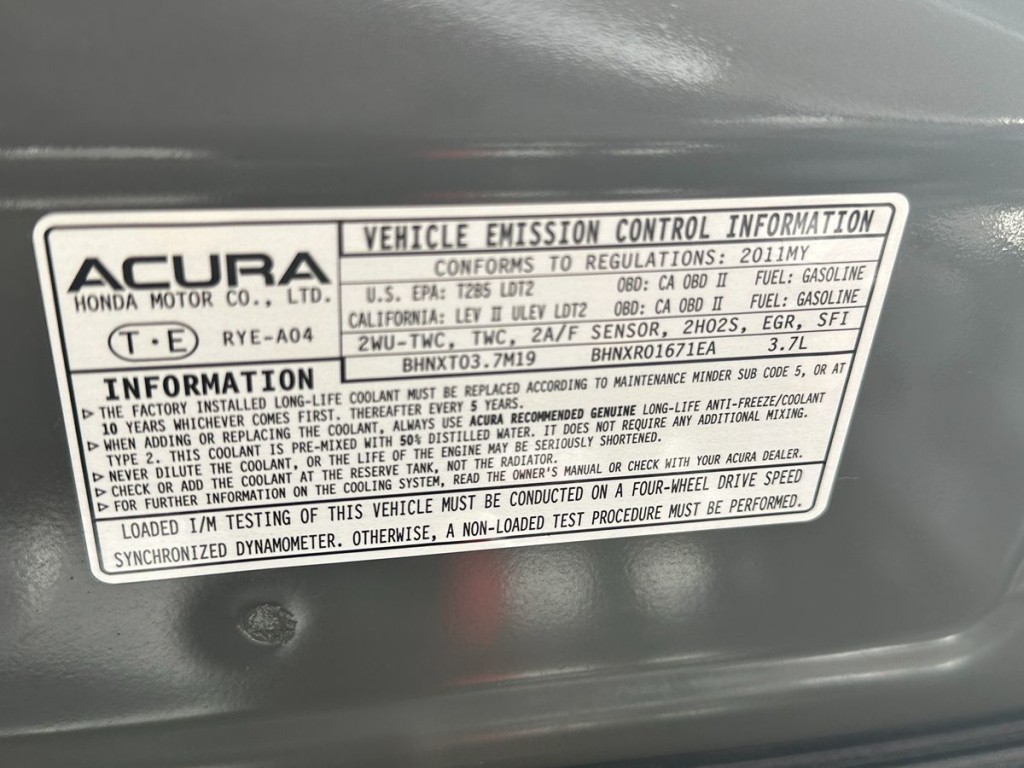 ACURA
HONDA MOTOR CO., LTD.
T·E RYE-A04
VEHICLE EMISSION CONTROL INFORMATION
CONFORMS TO REGULATIONS: 2011MY
U.S. EPA: T2B5 LDT2 OBD: CA OBD II FUEL: GASOLINE
CALIFORNIA: LEV II ULEV LDT2 OBD: CA OBD II FUEL: GASOLINE
2WU-TWC, TWC, 2A/F SENSOR, 2HO2S, EGR, SFI
BHNXT03.7M19 BHNXR01671EA 3.7L
INFORMATION
▷ THE FACTORY INSTALLED LONG-LIFE COOLANT MUST BE REPLACED ACCORDING TO MAINTENANCE MINDER SUB CODE 5, OR AT
10 YEARS WHICHEVER COMES FIRST. THEREAFTER EVERY 5 YEARS.
▷ WHEN ADDING OR REPLACING THE COOLANT, ALWAYS USE ACURA RECOMMENDED GENUINE LONG-LIFE ANTI-FREEZE/COOLANT
TYPE 2. THIS COOLANT IS PRE-MIXED WITH 50% DISTILLED WATER. IT DOES NOT REQUIRE ANY ADDITIONAL MIXING.
▷ NEVER DILUTE THE COOLANT, OR THE LIFE OF THE ENGINE MAY BE SERIOUSLY SHORTENED.
▷ CHECK OR ADD THE COOLANT AT THE RESERVE TANK, NOT THE RADIATOR.
▷ FOR FURTHER INFORMATION ON THE COOLING SYSTEM, READ THE OWNER'S MANUAL OR CHECK WITH YOUR ACURA DEALER.
LOADED I/M TESTING OF THIS VEHICLE MUST BE CONDUCTED ON A FOUR-WHEEL DRIVE SPEED
SYNCHRONIZED DYNAMOMETER. OTHERWISE, A NON-LOADED TEST PROCEDURE MUST BE PERFORMED.